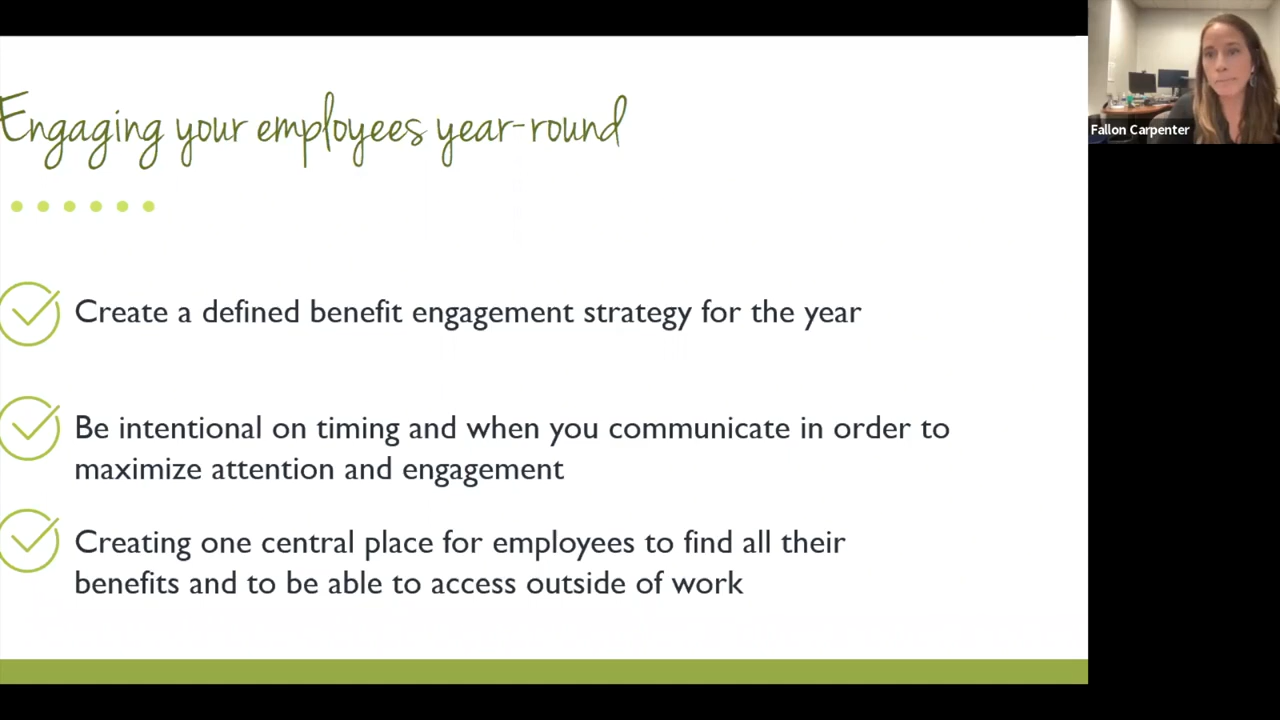 Engaging your employees year-round
Create a defined benefit engagement strategy for the year
Be intentional on timing and when you communicate in order to
maximize attention and engagement
Creating one central place for employees to find all their
benefits and to be able to access outside of work
Fallon Carpenter